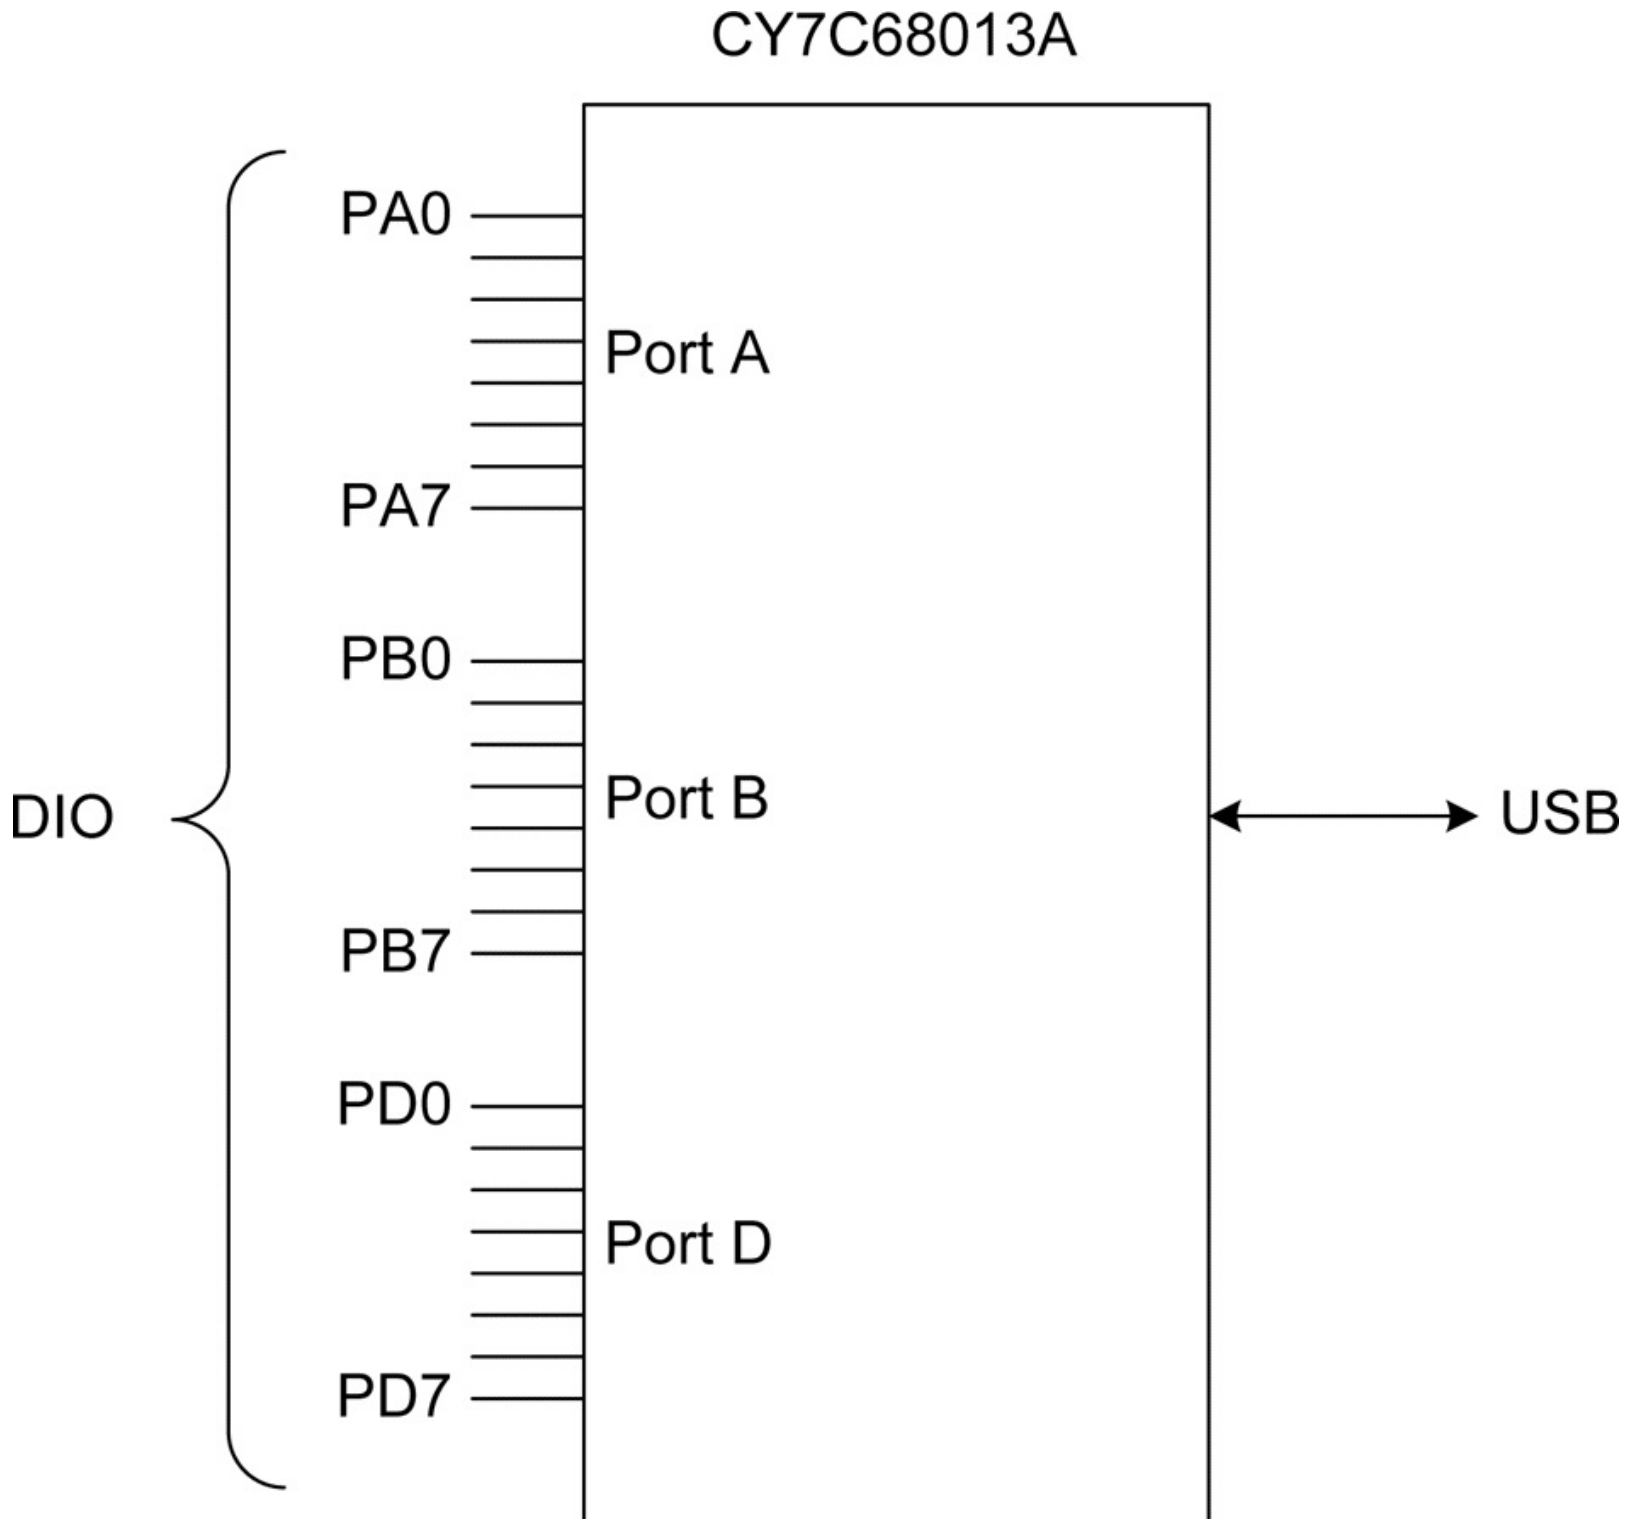 CY7C68013A
PA0
Port A
PA7
PB0
DIO
Port B
USB
PB7
PD0
Port D
PD7